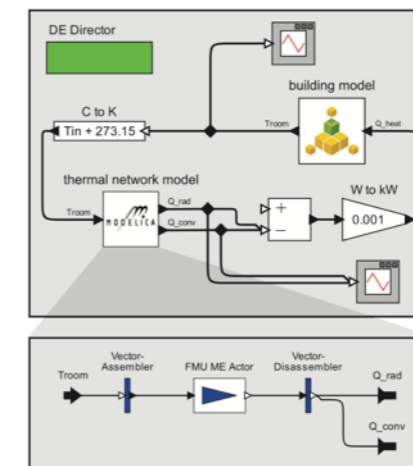 DE Director
building model
C to K
Tin + 273.15
Troom
Q_heat
thermal network model
Q_rad
W to kW
Troom
MODELICA
Q_conv
+
−
0.001
Vector-
Assembler
FMU ME Actor
Vector-
Disassembler
Troom
Q_rad
Q_conv